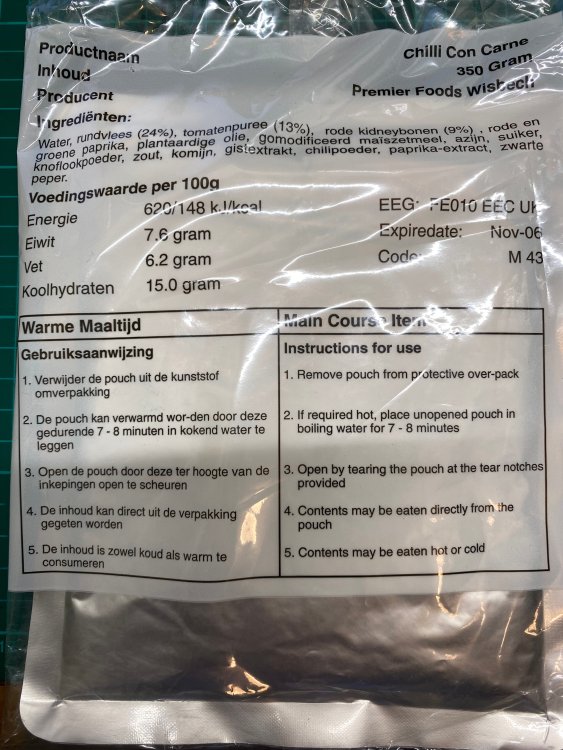 Productnaam Chilli Con Carne
Inhoud 350 Gram
Producent Premier Foods Wisbech
Ingrediënten:
Water, rundvlees (24%), tomatenpuree (13%), rode kidneybonen (9%) , rode en
groene paprika, plantaardige olie, gomodificeerd maïszetmeel, azijn, suiker,
knoflookpoeder, zout, komijn, gistextrakt, chilipoeder, paprika-extract, zwarte
peper.
Voedingswaarde per 100g
Energie 620/148 kJ/kcal EEG: FE010 EEC UK
Eiwit 7.6 gram Expiredate: Nov-06
Vet 6.2 gram Code: M 43
Koolhydraten 15.0 gram
Warme Maaltijd
Gebruiksaanwijzing
1. Verwijder de pouch uit de kunststof
omverpakking
2. De pouch kan verwarmd wor-den door deze
gedurende 7 - 8 minuten in kokend water te
leggen
3. Open de pouch door deze ter hoogte van de
inkepingen open te scheuren
4. De inhoud kan direct uit de verpakking
gegeten worden
5. De inhoud is zowel koud als warm te
consumeren
Main Course Item
Instructions for use
1. Remove pouch from protective over-pack
2. If required hot, place unopened pouch in
boiling water for 7 - 8 minutes
3. Open by tearing the pouch at the tear notches
provided
4. Contents may be eaten directly from the
pouch
5. Contents may be eaten hot or cold